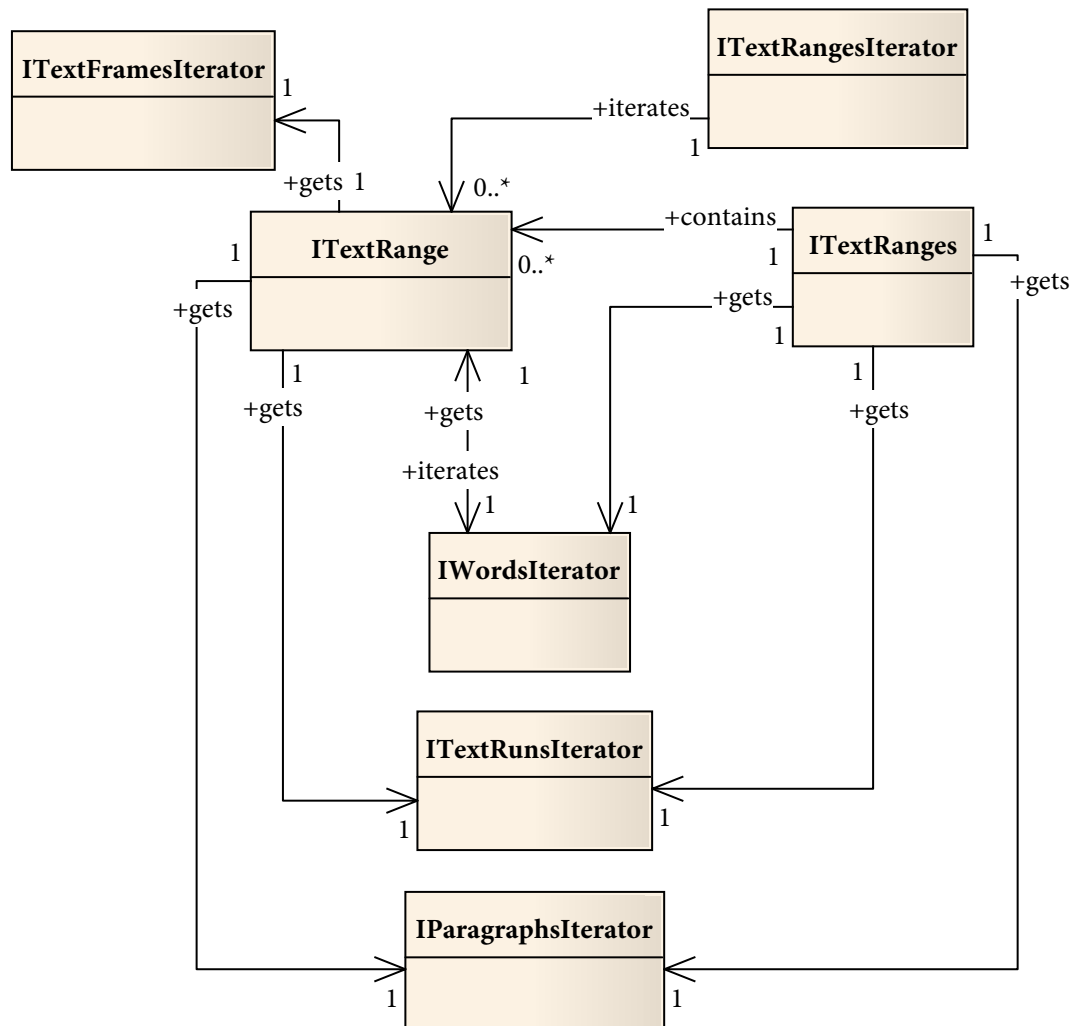 ITextFramesIterator
1
ITextRangesIterator
+iterates
1
+gets 1
0..*
ITextRange
1
0..*
+contains
1
ITextRanges
1
+gets
+gets
+gets
1
1
+gets
1
+gets
1
+gets
+iterates
1
1
IWordsIterator
ITextRunsIterator
1
1
IParagraphsIterator
1
1